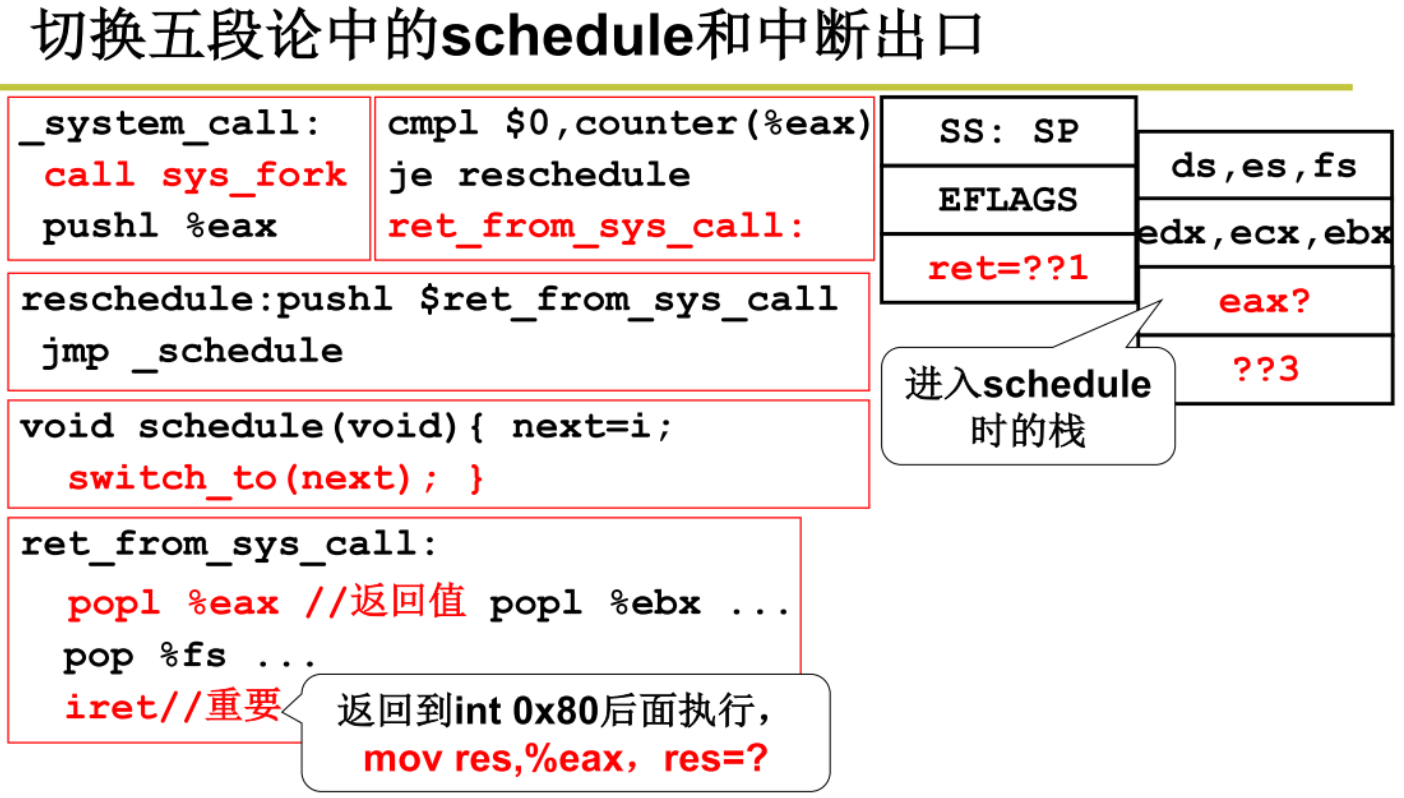 切换五段论中的schedule和中断出口
_system_call:
call sys_fork
pushl %eax
cmpl $0,counter(%eax)
je reschedule
ret_from_sys_call:
reschedule:pushl $ret_from_sys_call
jmp _schedule
void schedule(void){ next=i;
switch_to(next); }
ret_from_sys_call:
popl %eax //返回值 popl %ebx ...
pop %fs ...
iret//重要
返回到int 0x80后面执行，
mov res,%eax，res=?
SS: SP
EFLAGS
ret=??1
ds,es,fs
edx,ecx,ebx
eax?
??3
进入schedule
时的栈